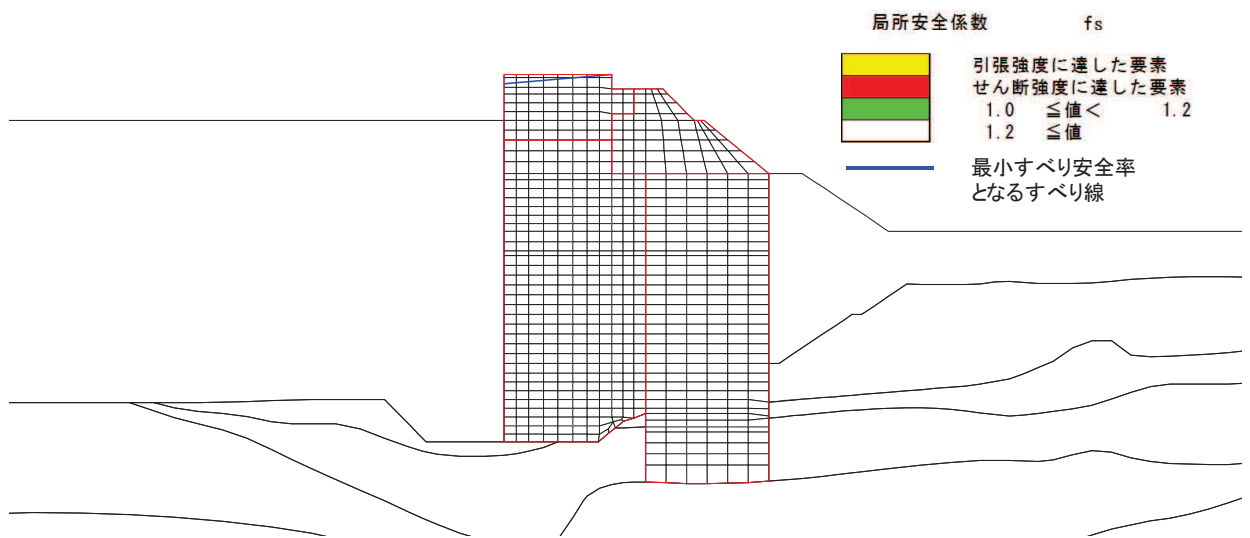 局所安全係数 fs
引張強度に達した要素
せん断強度に達した要素
1.0 ≦値< 1.2
1.2 ≦値
最小すべり安全率
となるすべり線